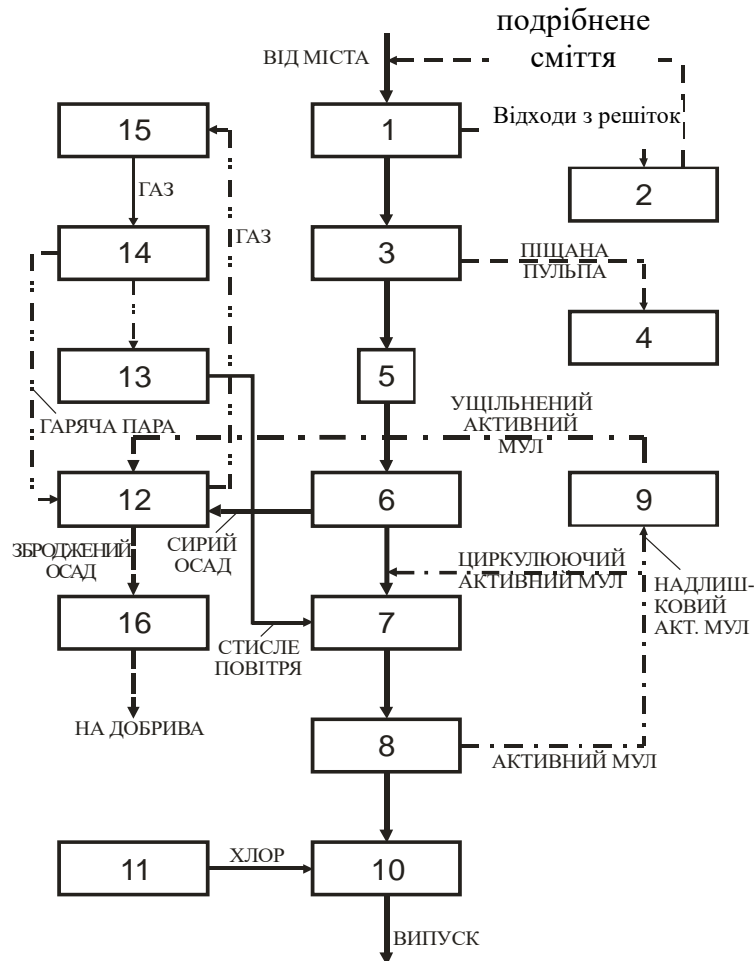 подрібнене
сміття
ВІД МІСТА
15
1
Відходи з решіток
2
ГАЗ
ГАЗ
14
3
ПІЩАНА
ПУЛЬПА
4
13
5
ГАРЯЧА ПАРА
УЩІЛЬНЕНИЙ
АКТИВНИЙ
МУЛ
12
6
9
СИРИЙ
ОСАД
ЗБРОДЖЕНИЙ
ОСАД
ЦИРКУЛЮЮЧИЙ
АКТИВНИЙ МУЛ
НАДЛИШ-
КОВИЙ
АКТ. МУЛ
16
7
СТИСЛЕ
ПОВІТРЯ
НА ДОБРИВА
8
АКТИВНИЙ МУЛ
11
ХЛОР
10
ВИПУСК